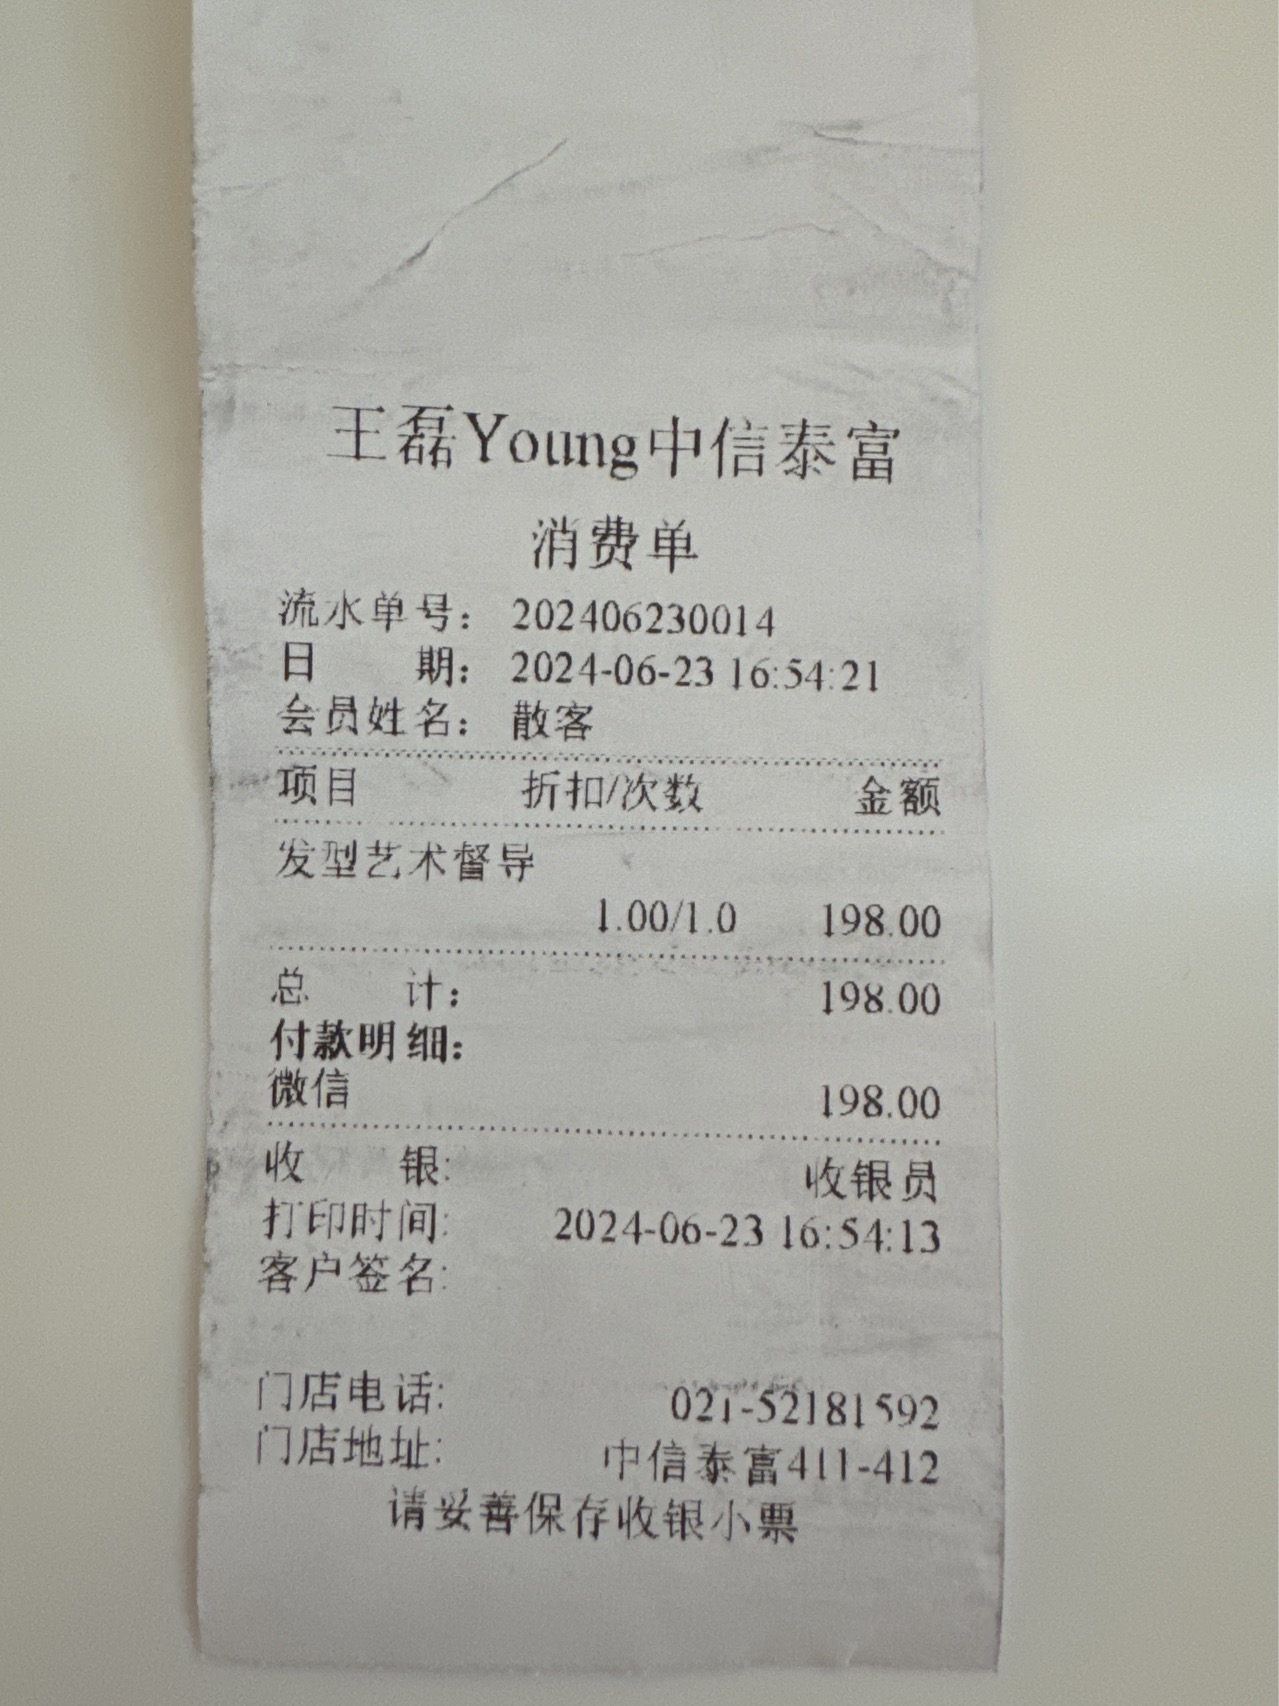 王磊Young中信泰富
消费单
流水单号： 202406230014
日 期： 2024-06-23 16:54:21
会员姓名： 散客
项目 折扣/次数 金额
发型艺术督导
1.00/1.0 198.00
总 计： 198.00
付款明细：
微信 198.00
收 银: 收银员
打印时间: 2024-06-23 16:54:13
客户签名:
门店电话: 021-52181592
门店地址: 中信泰富411-412
请妥善保存收银小票